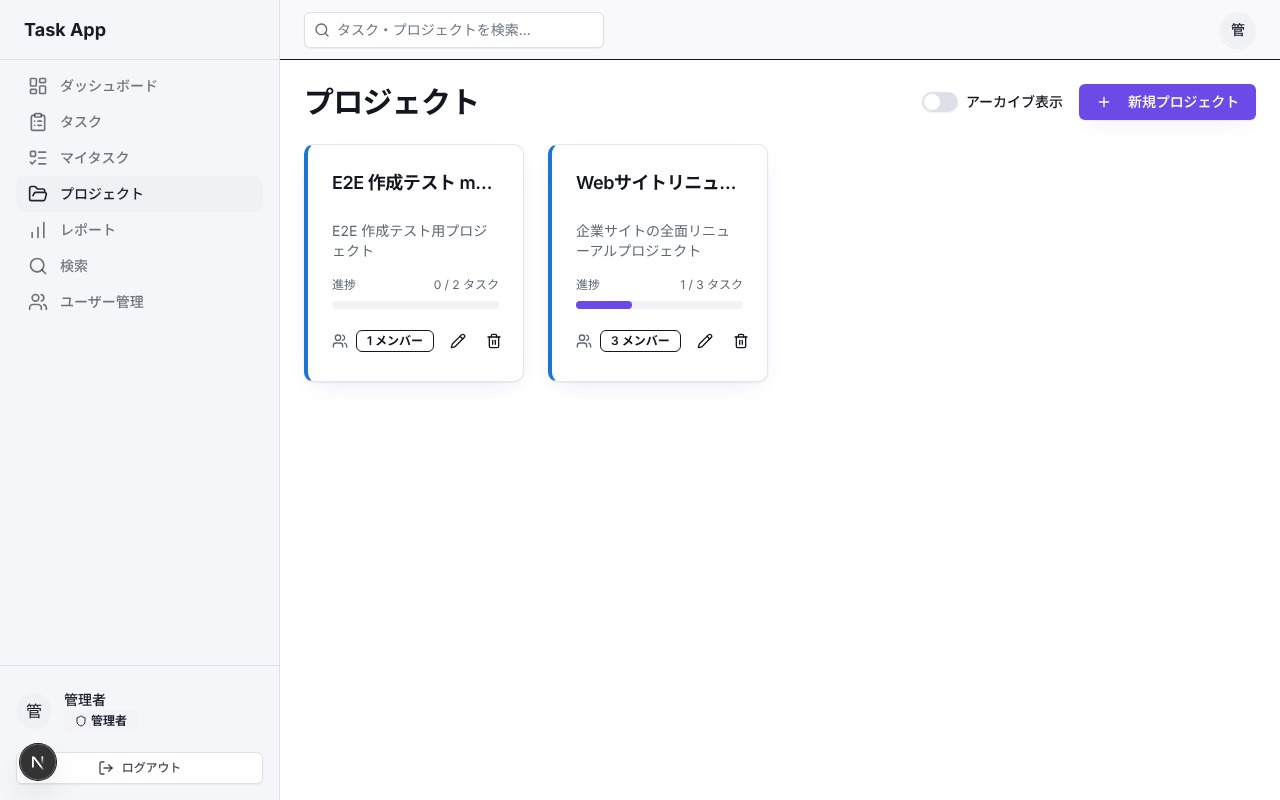 Task App
タスク・プロジェクトを検索...
管
ダッシュボード
タスク
マイタスク
プロジェクト
レポート
検索
ユーザー管理
プロジェクト
アーカイブ表示
新規プロジェクト
E2E 作成テスト m...
E2E 作成テスト用プロジ
ェクト
進捗
0 / 2 タスク
1 メンバー
Webサイトリニュ...
企業サイトの全面リニュ
ーアルプロジェクト
進捗
1 / 3 タスク
3 メンバー
管
管理者
管理者
N
ログアウト